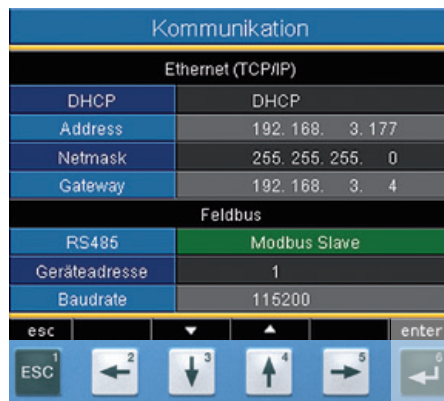 Kommunikation
Ethernet (TCP/IP)
DHCP DHCP
Address 192. 168. 3. 177
Netmask 255. 255. 255. 0
Gateway 192. 168. 3. 4
Feldbus
RS485 Modbus Slave
Geräteadresse 1
Baudrate 115200
esc enter
ESC 1 2 3 4 5 6